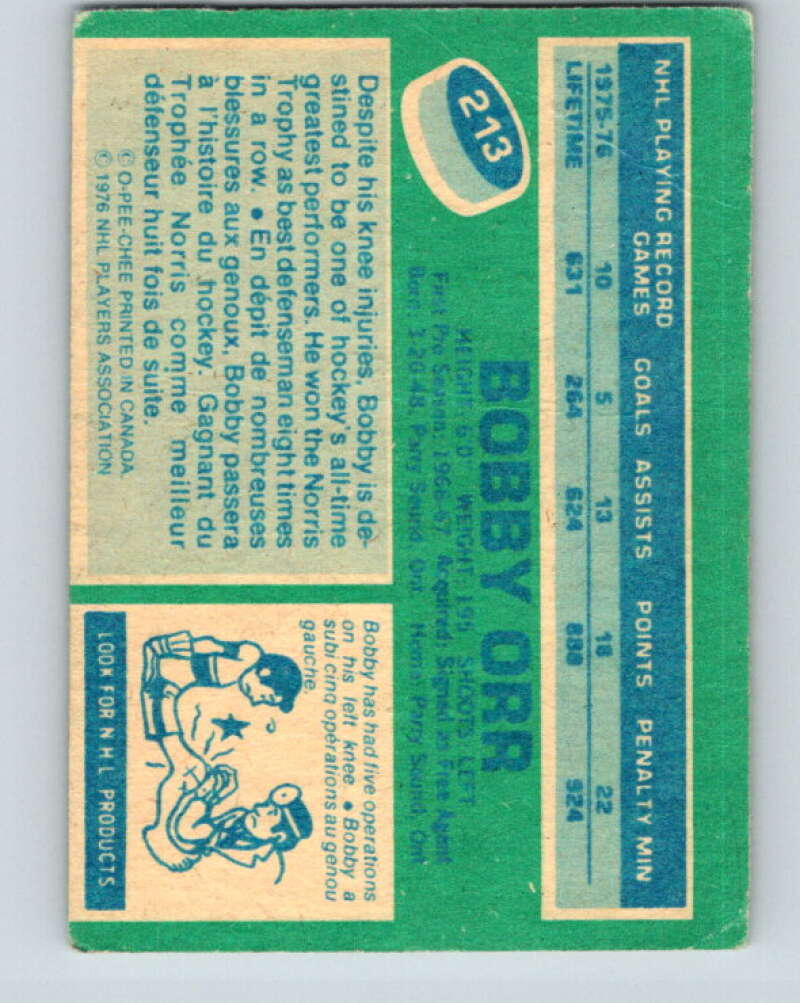 213
NHL PLAYING RECORD
GAMES GOALS ASSISTS POINTS PENALTY MIN
1975-76 10 5 13 18 22
LIFETIME 631 264 624 888 924
BOBBY ORR
HEIGHT: 6'0" WEIGHT: 195 SHOOTS: LEFT
First Pro Season: 1966-67 Acquired: Signed as Free Agent
Born: 3-20-48, Parry Sound, Ont. Home: Parry Sound, Ont.
Despite his knee injuries, Bobby is de-
stined to be one of hockey's all-time
greatest performers. He won the Norris
Trophy as best defenseman eight times
in a row. • En dépit de nombreuses
blessures aux genoux, Bobby passera
à l'histoire du hockey. Gagnant du
Trophée Norris comme meilleur
défenseur huit fois de suite.
© O-PEE-CHEE PRINTED IN CANADA
© 1976 NHL PLAYERS ASSOCIATION
Bobby has had five operations
on his left knee. • Bobby a
subi cinq opérations au genou
gauche.
LOOK FOR NHL PRODUCTS